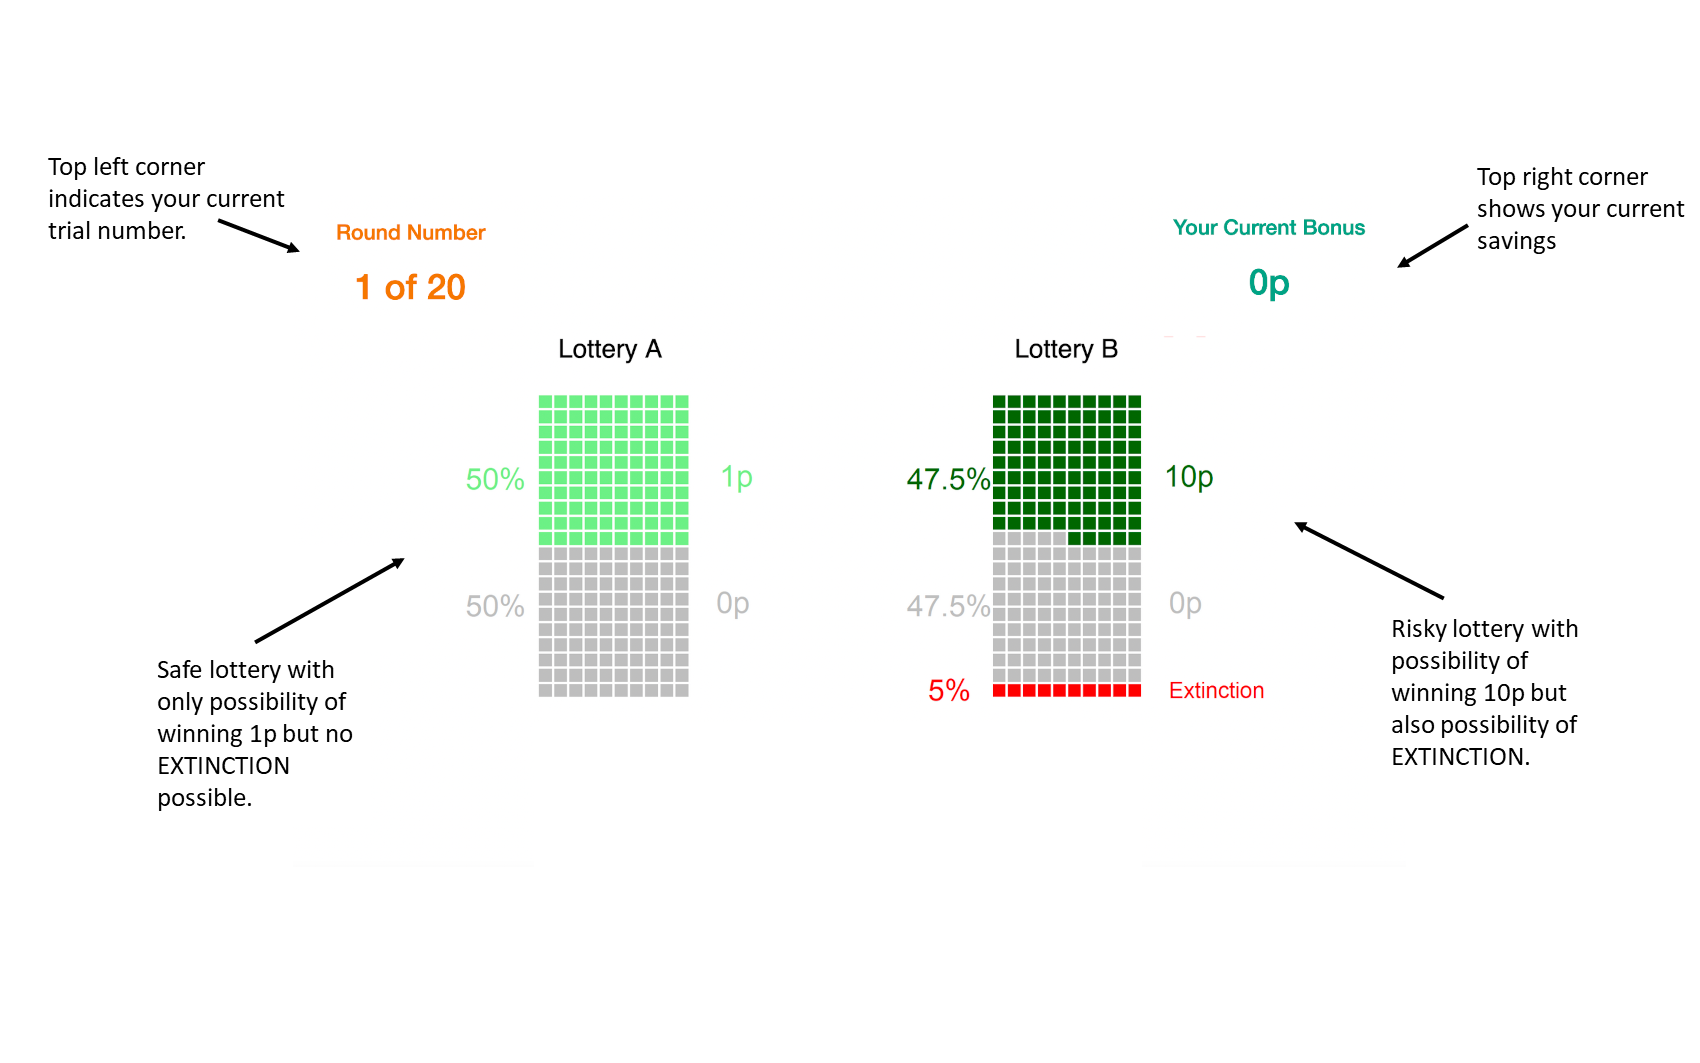 Top left corner
indicates your current
trial number.
Round Number
1 of 20
Your Current Bonus
0p
Top right corner
shows your current
savings
Lottery A
50%
1p
50%
0p
Safe lottery with
only possibility of
winning 1p but no
EXTINCTION
possible.
Lottery B
47.5%
10p
47.5%
0p
5%
Extinction
Risky lottery with
possibility of
winning 10p but
also possibility of
EXTINCTION.